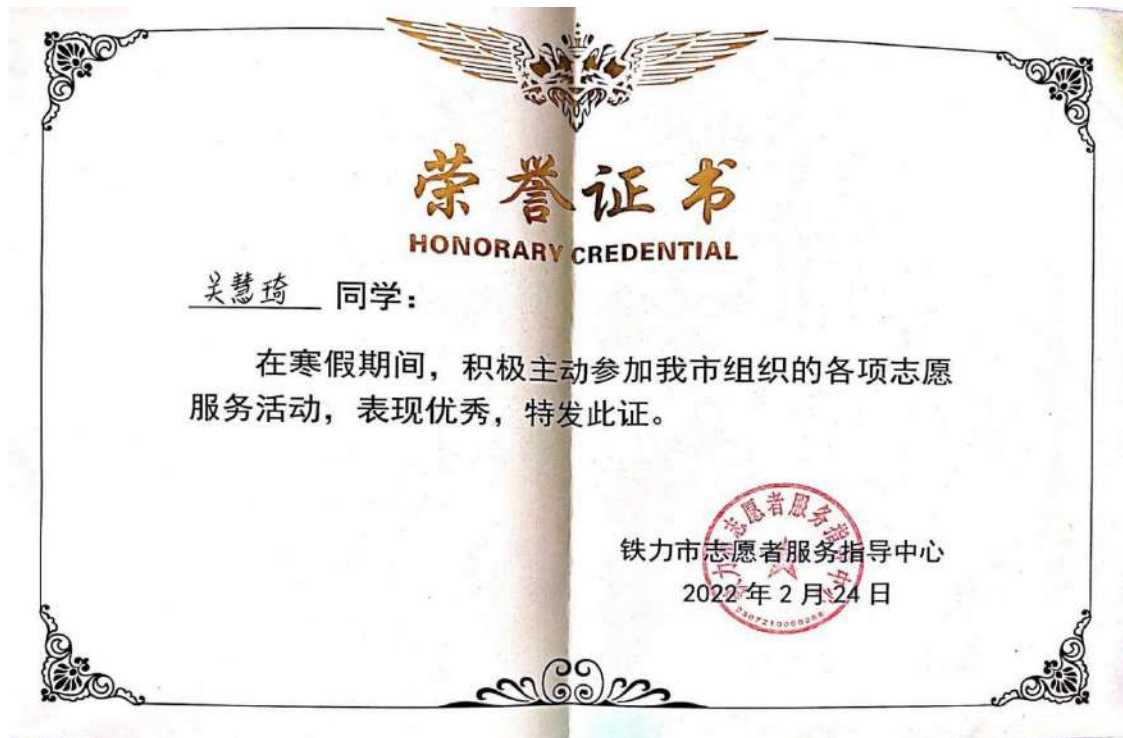 荣誉证书
HONORARY CREDENTIAL
吴慧琦 同学:
在寒假期间,积极主动参加我市组织的各项志愿
服务活动,表现优秀,特发此证。
铁力市志愿者服务指导中心
2022年2月24日